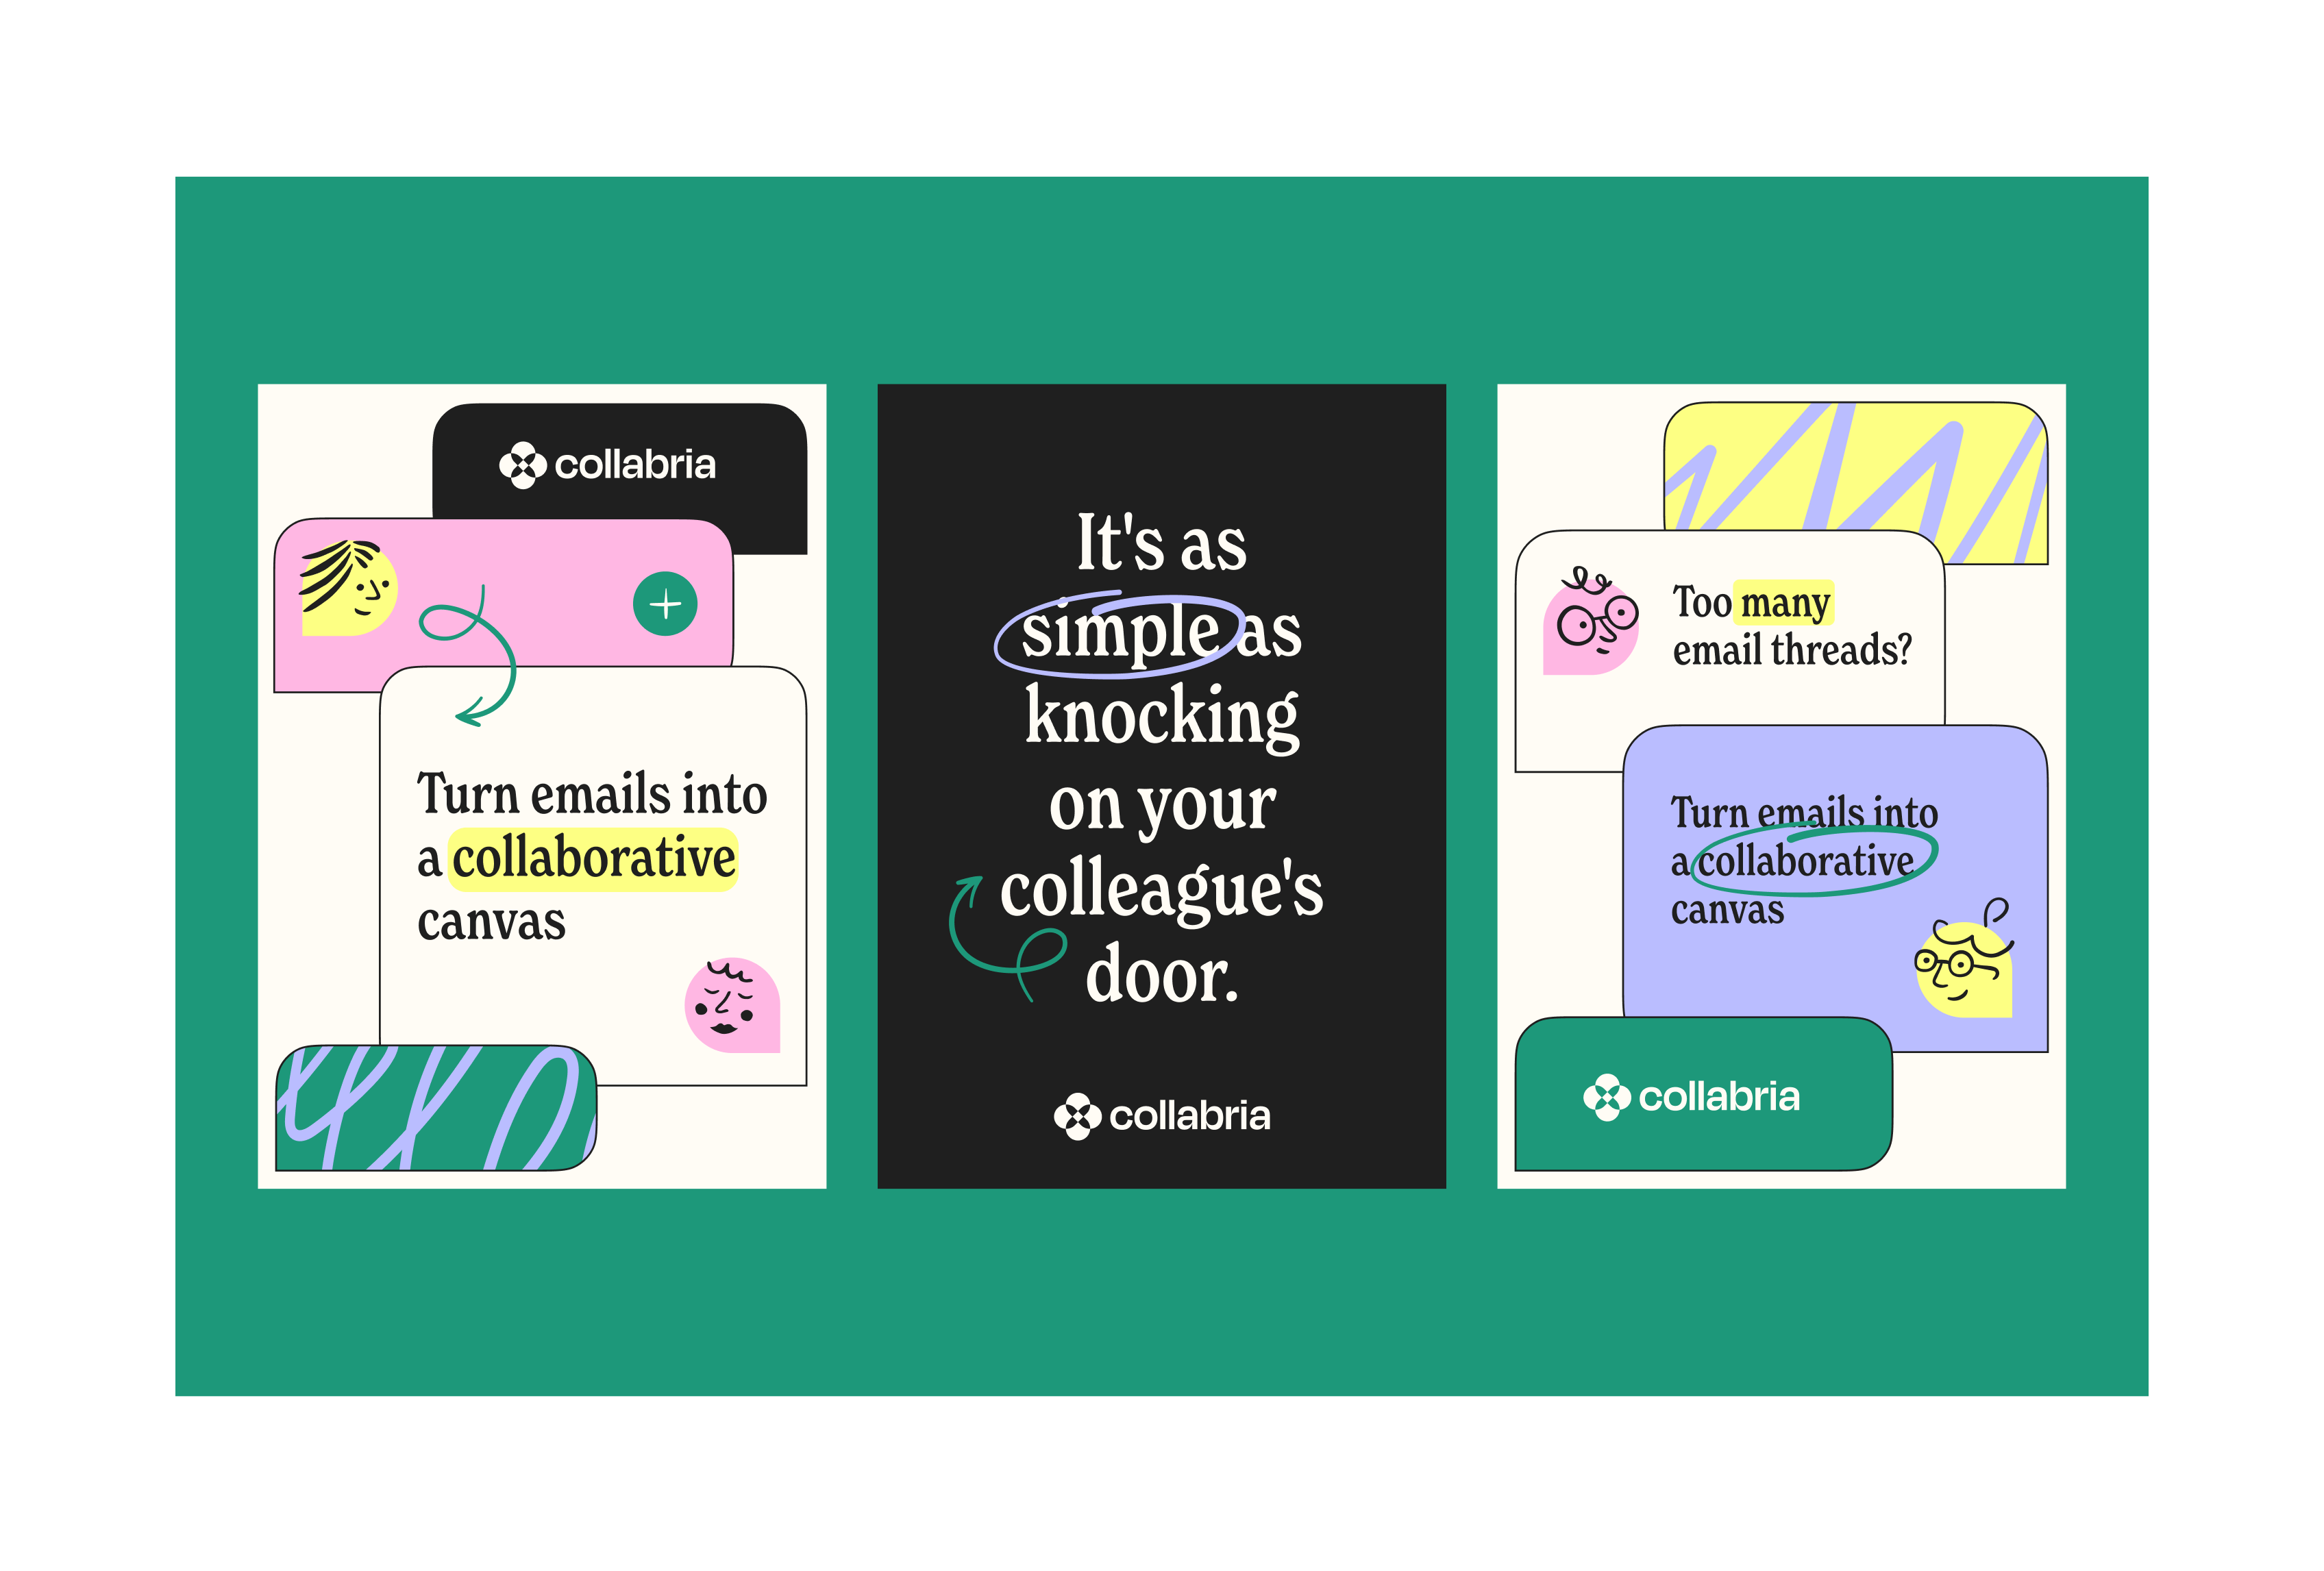 collabria
Turn emails into
a collaborative
canvas
It's as
simple as
knocking
on your
colleague's
door.
collabria
Too many
email threads?
Turn emails into
a collaborative
canvas
collabria